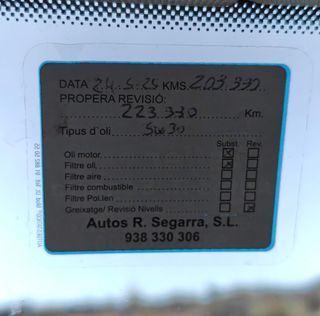 DATA 24-5-25 KMS. 203.330
PROPERA REVISIÓ:
223.330 Km.
Tipus d'oli 5w30
Subst. Rev.
Oli motor
Filtre oli
Filtre aire
Filtre combustible
Filtre Pol.len
Greixatge/ Revisió Nivells
Autos R. Segarra, S.L.
938 330 306